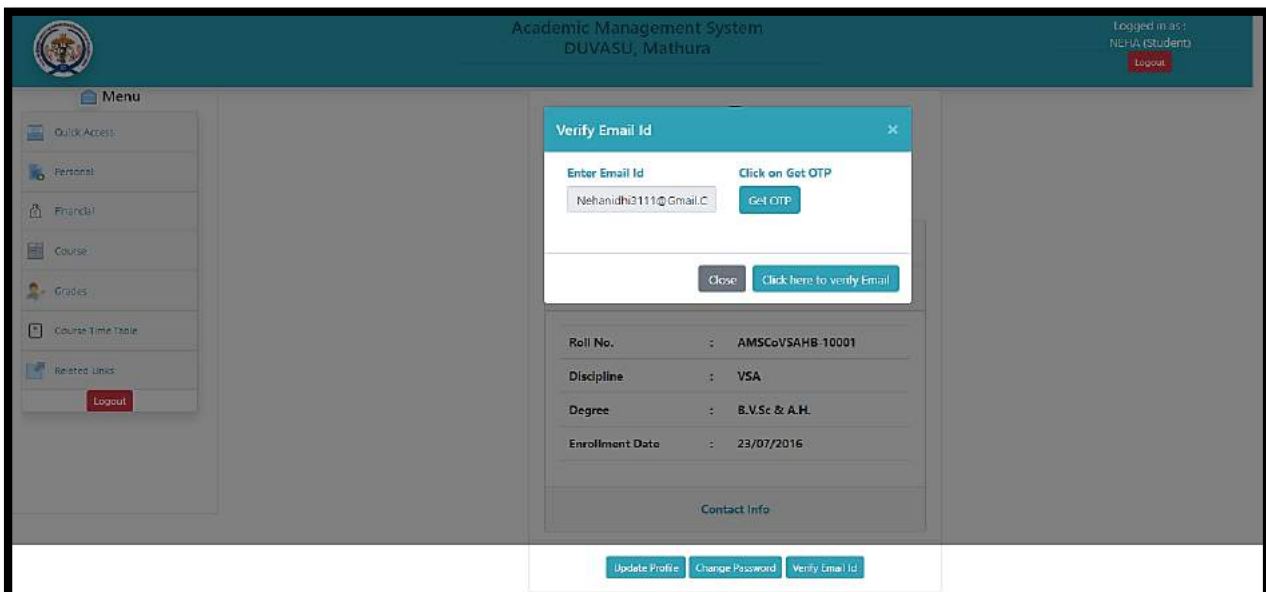 Academic Management System
DUVASU, Mathura
Logged in as :
NEHA (Student)
Logout
Menu
Quick Access
Personal
Financial
Course
Grades
Course Time Table
Related Links
Logout
Verify Email Id
×
Enter Email Id
Click on Get OTP
Nehanidhi3111@Gmail.C
Get OTP
Close
Click here to verify Email
Roll No. : AMSCoVSAHB-10001
Discipline : VSA
Degree : B.V.Sc & A.H.
Enrollment Date : 23/07/2016
Contact Info
Update Profile
Change Password
Verify Email Id